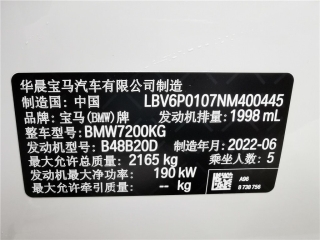 华晨宝马汽车有限公司制造
制造国：中国 LBV6P0107NM400445
品牌：宝马(BMW)牌 发动机排量：1998 mL
整车型号：BMW7200KG
发动机型号：B48B20D 制造年月：2022-06
最大允许总质量：2165 kg 乘坐人数：5
发动机最大净功率：190 kW
最大允许牵引质量：-- kg
A96
8 738 756